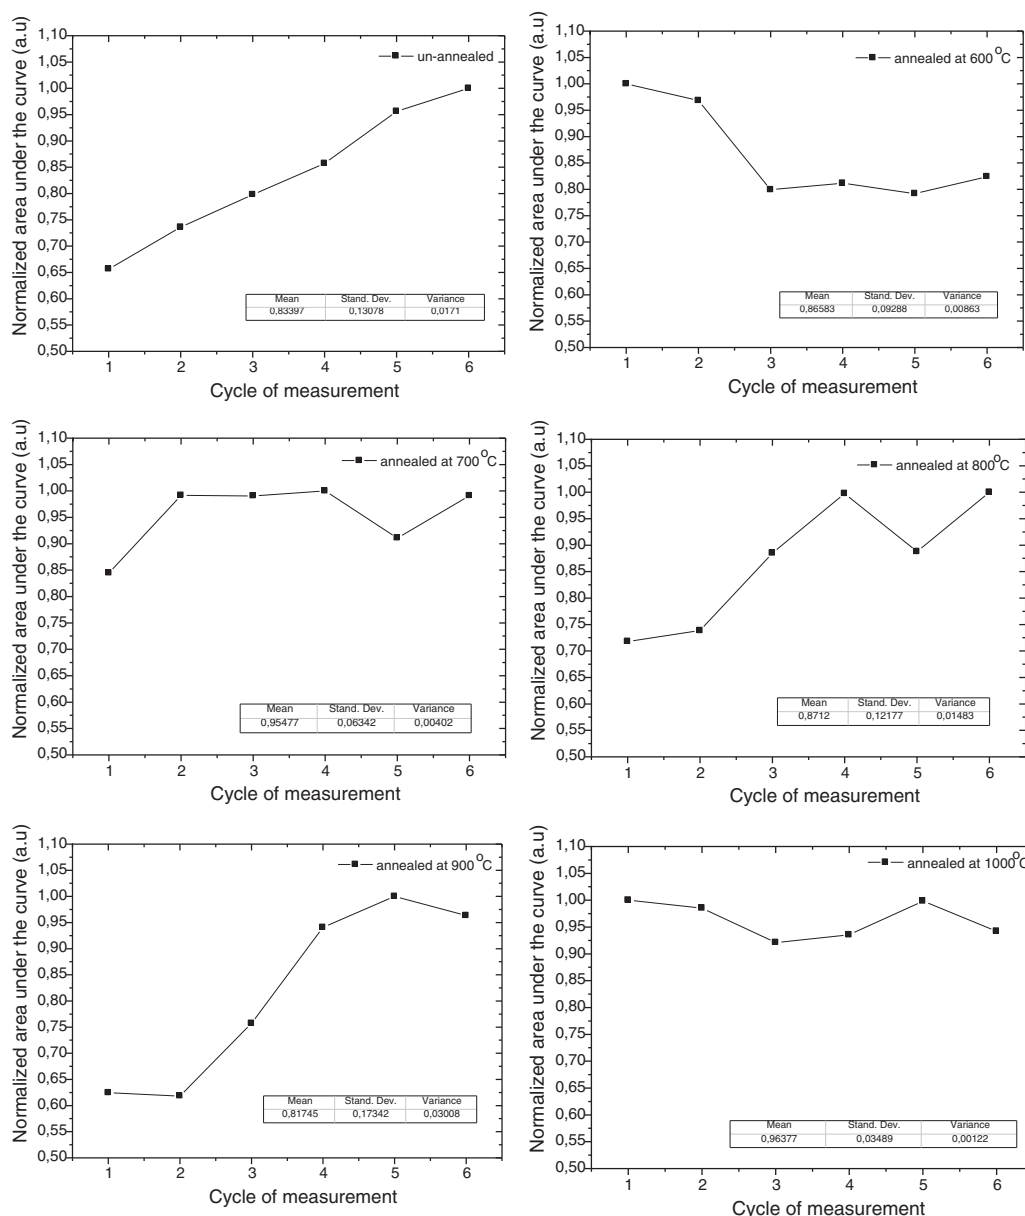 Normalized area under the curve (a.u)
1,10
1,05
1,00
0,95
0,90
0,85
0,80
0,75
0,70
0,65
0,60
0,55
0,50
un-annealed
Mean Stand. Dev. Variance
0,83397 0,13078 0,0171
1 2 3 4 5 6
Cycle of measurement
Normalized area under the curve (a.u)
1,10
1,05
1,00
0,95
0,90
0,85
0,80
0,75
0,70
0,65
0,60
0,55
0,50
annealed at 600°C
Mean Stand. Dev. Variance
0,86583 0,09288 0,00863
1 2 3 4 5 6
Cycle of measurement
Normalized area under the curve (a.u)
1,10
1,05
1,00
0,95
0,90
0,85
0,80
0,75
0,70
0,65
0,60
0,55
0,50
annealed at 700°C
Mean Stand. Dev. Variance
0,95477 0,06342 0,00402
1 2 3 4 5 6
Cycle of measurement
Normalized area under the curve (a.u)
1,10
1,05
1,00
0,95
0,90
0,85
0,80
0,75
0,70
0,65
0,60
0,55
0,50
annealed at 800°C
Mean Stand. Dev. Variance
0,8712 0,12177 0,01483
1 2 3 4 5 6
Cycle of measurement
Normalized area under the curve (a.u)
1,10
1,05
1,00
0,95
0,90
0,85
0,80
0,75
0,70
0,65
0,60
0,55
0,50
annealed at 900°C
Mean Stand. Dev. Variance
0,81745 0,17342 0,03008
1 2 3 4 5 6
Cycle of measurement
Normalized area under the curve (a.u)
1,10
1,05
1,00
0,95
0,90
0,85
0,80
0,75
0,70
0,65
0,60
0,55
0,50
annealed at 1000°C
Mean Stand. Dev. Variance
0,96377 0,03489 0,00122
1 2 3 4 5 6
Cycle of measurement